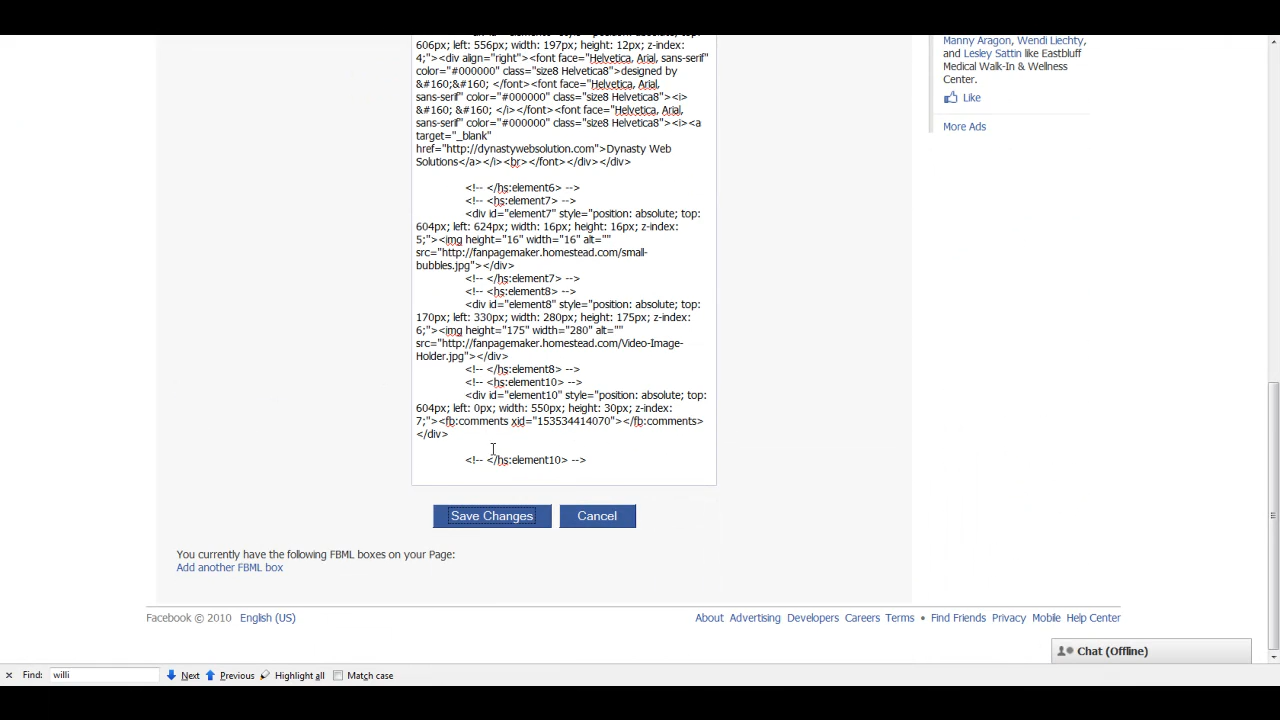 606px; left: 556px; width: 197px; height: 12px; z-index:
4;"><div align="right"><font face="Helvetica, Arial, sans-serif"
color="#000000" class="size8 Helvetica8">designed by
&#160;&#160; </font><font face="Helvetica, Arial,
sans-serif" color="#000000" class="size8 Helvetica8"><i>
&#160; &#160; </i></font><font face="Helvetica, Arial,
sans-serif" color="#000000" class="size8 Helvetica8"><i><a
target="_blank"
href="http://dynastywebsolution.com">Dynasty Web
Solutions</a></i><br></font></div></div>
<!-- </hs:element6> -->
<!-- <hs:element7> -->
<div id="element7" style="position: absolute; top:
604px; left: 624px; width: 16px; height: 16px; z-index:
5;"><img height="16" width="16" alt=""
src="http://fanpagemaker.homestead.com/small-
bubbles.jpg"></div>
<!-- </hs:element7> -->
<!-- <hs:element8> -->
<div id="element8" style="position: absolute; top:
170px; left: 330px; width: 280px; height: 175px; z-index:
6;"><img height="175" width="280" alt=""
src="http://fanpagemaker.homestead.com/Video-Image-
Holder.jpg"></div>
<!-- </hs:element8> -->
<!-- <hs:element10> -->
<div id="element10" style="position: absolute; top:
604px; left: 0px; width: 550px; height: 30px; z-index:
7;"><fb:comments xid="153534414070"></fb:comments>
</div>
<!-- </hs:element10> -->
Manny Aragon, Wendi Liechty,
and Lesley Sattin like Eastbluff
Medical Walk-In & Wellness
Center.
Like
More Ads
Save Changes Cancel
You currently have the following FBML boxes on your Page:
Add another FBML box
Facebook © 2010 English (US) About Advertising Developers Careers Terms • Find Friends Privacy Mobile Help Center
Chat (Offline)
Find: willi Next Previous Highlight all Match case